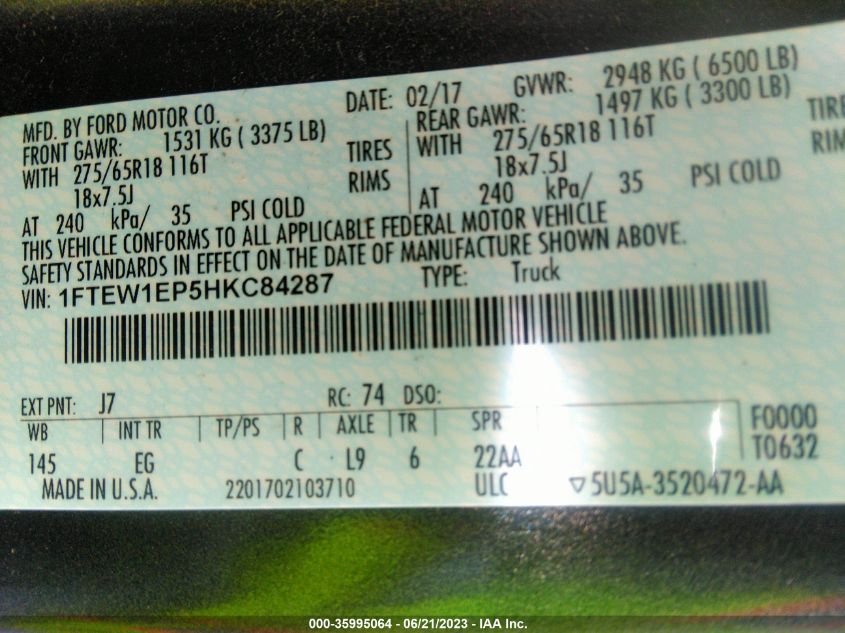 MFD. BY FORD MOTOR CO. DATE: 02/17 GVWR: 2948 KG ( 6500 LB)
FRONT GAWR: 1531 KG ( 3375 LB) REAR GAWR: 1497 KG ( 3300 LB)
WITH 275/65R18 116T TIRES WITH 275/65R18 116T TIRE
18x7.5J RIMS 18x7.5J RIM
AT 240 kPa/ 35 PSI COLD AT 240 kPa/ 35 PSI COLD
THIS VEHICLE CONFORMS TO ALL APPLICABLE FEDERAL MOTOR VEHICLE
SAFETY STANDARDS IN EFFECT ON THE DATE OF MANUFACTURE SHOWN ABOVE.
VIN: 1FTEW1EP5HKC84287 TYPE: Truck
EXT PNT: J7 RC: 74 DSO:
WB INT TR TP/PS R AXLE TR SPR F0000
145 EG C L9 6 22AA T0632
MADE IN U.S.A. 2201702103710 ULC ▽5U5A-3520472-AA
000-35995064 - 06/21/2023 - IAA Inc.